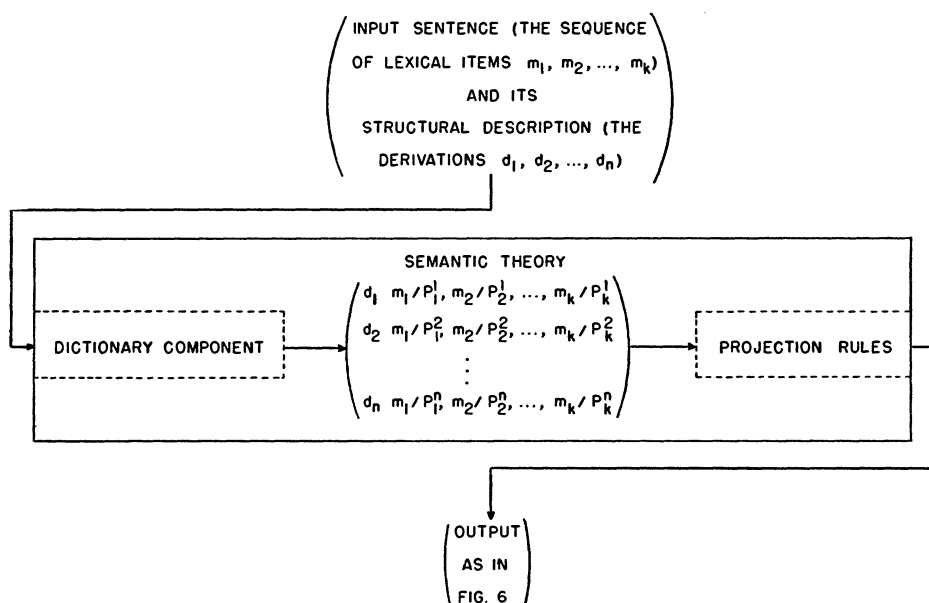 INPUT SENTENCE (THE SEQUENCE
OF LEXICAL ITEMS m₁, m₂, ..., mₖ)
AND ITS
STRUCTURAL DESCRIPTION (THE
DERIVATIONS d₁, d₂, ..., dₙ)
SEMANTIC THEORY
d₁ m₁/P₁¹, m₂/P₂¹, ..., mₖ/Pₖ¹
d₂ m₁/P₁², m₂/P₂², ..., mₖ/Pₖ²
DICTIONARY COMPONENT
PROJECTION RULES
⋮
dₙ m₁/P₁ⁿ, m₂/P₂ⁿ, ..., mₖ/Pₖⁿ
OUTPUT
AS IN
FIG. 6